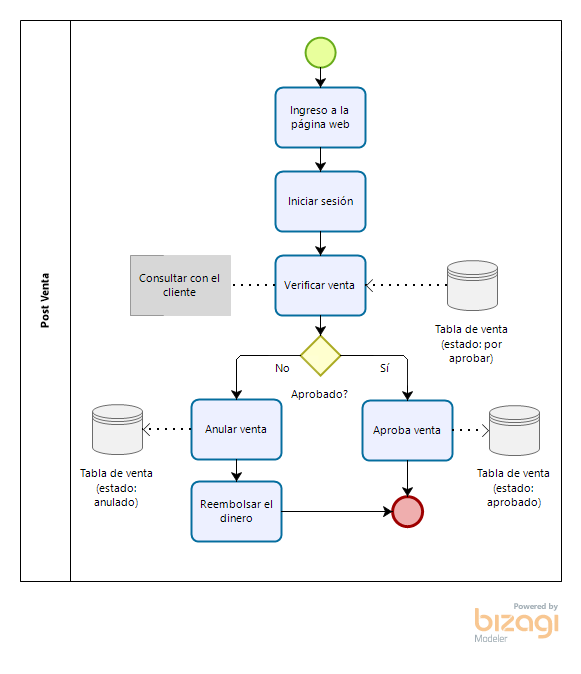 Post Venta
Ingreso a la
página web
Iniciar sesión
Consultar con el
cliente
Verificar venta
Tabla de venta
(estado: por
aprobar)
No
Sí
Aprobado?
Anular venta
Aproba venta
Tabla de venta
(estado:
anulado)
Tabla de venta
(estado:
aprobado)
Reembolsar el
dinero
Powered by
bizagi
Modeler